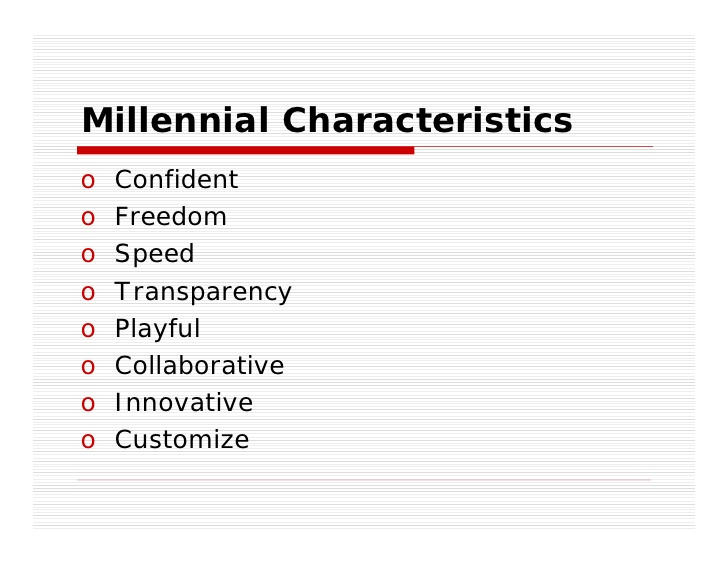 Millennial Characteristics
o Confident
o Freedom
o Speed
o Transparency
o Playful
o Collaborative
o Innovative
o Customize